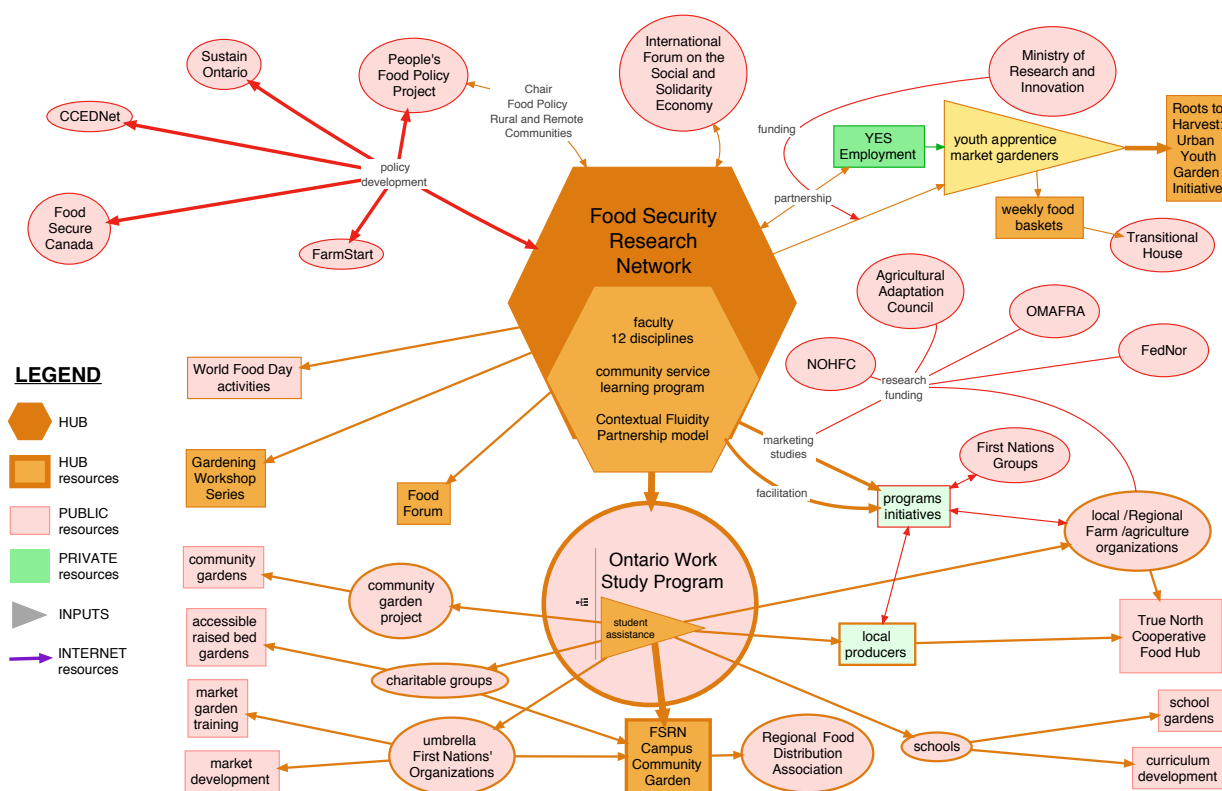 Sustain
Ontario
People's
Food Policy
Project
CCEDNet
Food
Secure
Canada
FarmStart
policy
development
Chair
Food Policy
Rural and Remote
Communities
International
Forum on the
Social and
Solidarity
Economy
Ministry of
Research and
Innovation
funding
partnership
YES
Employment
youth apprentice
market gardeners
Roots to
Harvest:
Urban
Youth
Garden
Initiative
weekly food
baskets
Transitional
House
Food Security
Research
Network
faculty
12 disciplines
community service
learning program
Contextual Fluidity
Partnership model
Agricultural
Adaptation
Council
OMAFRA
NOHFC
FedNor
research
funding
World Food Day
activities
Gardening
Workshop
Series
Food
Forum
marketing
studies
facilitation
First Nations
Groups
programs
initiatives
local /Regional
Farm /agriculture
organizations
LEGEND
HUB
HUB
resources
PUBLIC
resources
PRIVATE
resources
INPUTS
INTERNET
resources
Ontario Work
Study Program
student
assistance
community
gardens
community
garden
project
accessible
raised bed
gardens
charitable groups
market
garden
training
market
development
umbrella
First Nations'
Organizations
FSRN
Campus
Community
Garden
Regional Food
Distribution
Association
local
producers
True North
Cooperative
Food Hub
schools
school
gardens
curriculum
development